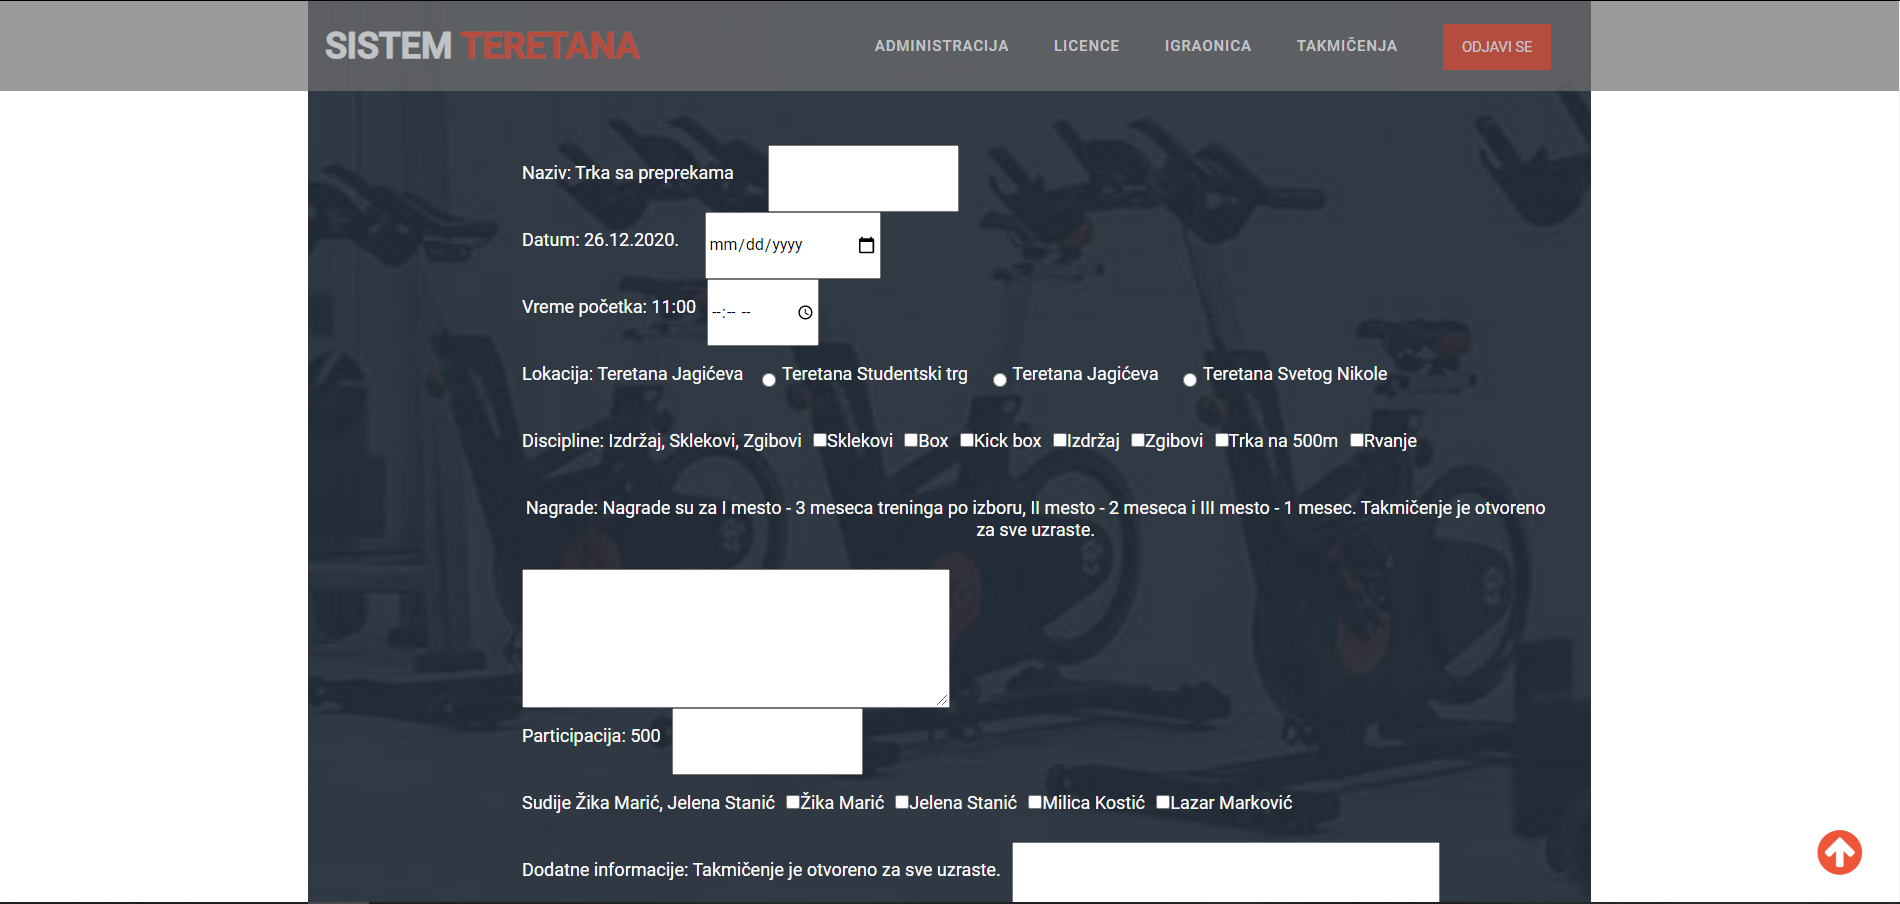 SISTEM TERETANA ADMINISTRACIJA LICENCE IGRAONICA TAKMIČENJA ODJAVI SE
Naziv: Trka sa preprekama
Datum: 26.12.2020. mm/dd/yyyy
Vreme početka: 11:00 --:-- --
Lokacija: Teretana Jagićeva Teretana Studentski trg Teretana Jagićeva Teretana Svetog Nikole
Discipline: Izdržaj, Sklekovi, Zgibovi Sklekovi Box Kick box Izdržaj Zgibovi Trka na 500m Rvanje
Nagrade: Nagrade su za I mesto - 3 meseca treninga po izboru, II mesto - 2 meseca i III mesto - 1 mesec. Takmičenje je otvoreno
za sve uzraste.
Participacija: 500
Sudije Žika Marić, Jelena Stanić Žika Marić Jelena Stanić Milica Kostić Lazar Marković
Dodatne informacije: Takmičenje je otvoreno za sve uzraste.